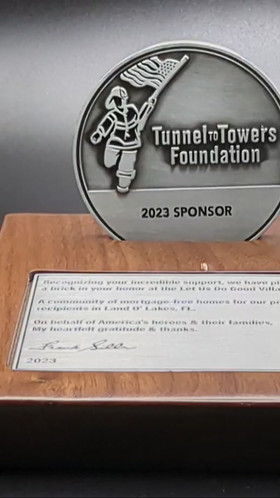 Tunnel to Towers
Foundation
2023 SPONSOR
Recognizing your incredible support, we have pl
a brick in your honor at the Let Us Do Good Villa
A community of mortgage-free homes for our p
recipients in Land O' Lakes, FL.
On behalf of America's heroes & their families,
My heartfelt gratitude & thanks.
2023